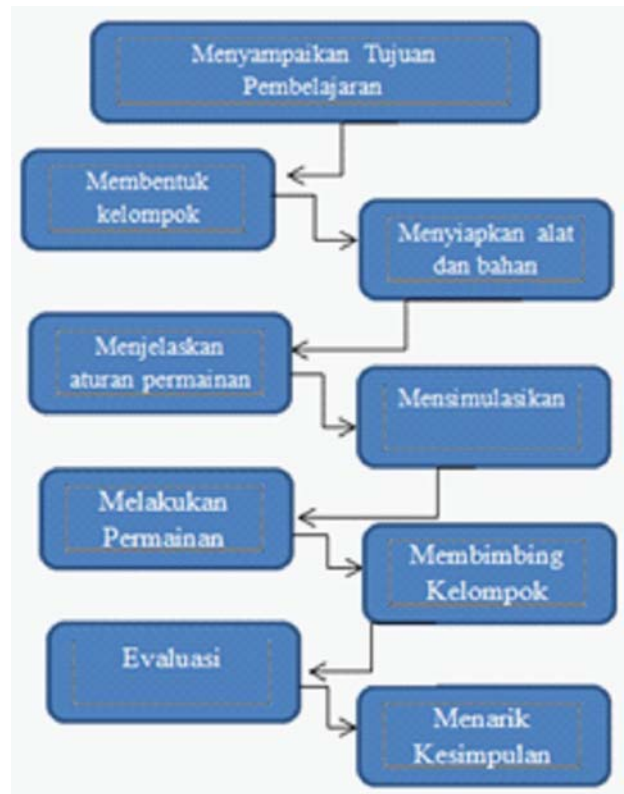 Menyampaikan Tujuan
Pembelajaran
Membentuk
kelompok
Menyiapkan alat
dan bahan
Menjelaskan
aturan permainan
Mensimulasikan
Melakukan
Permainan
Membimbing
Kelompok
Evaluasi
Menarik
Kesimpulan